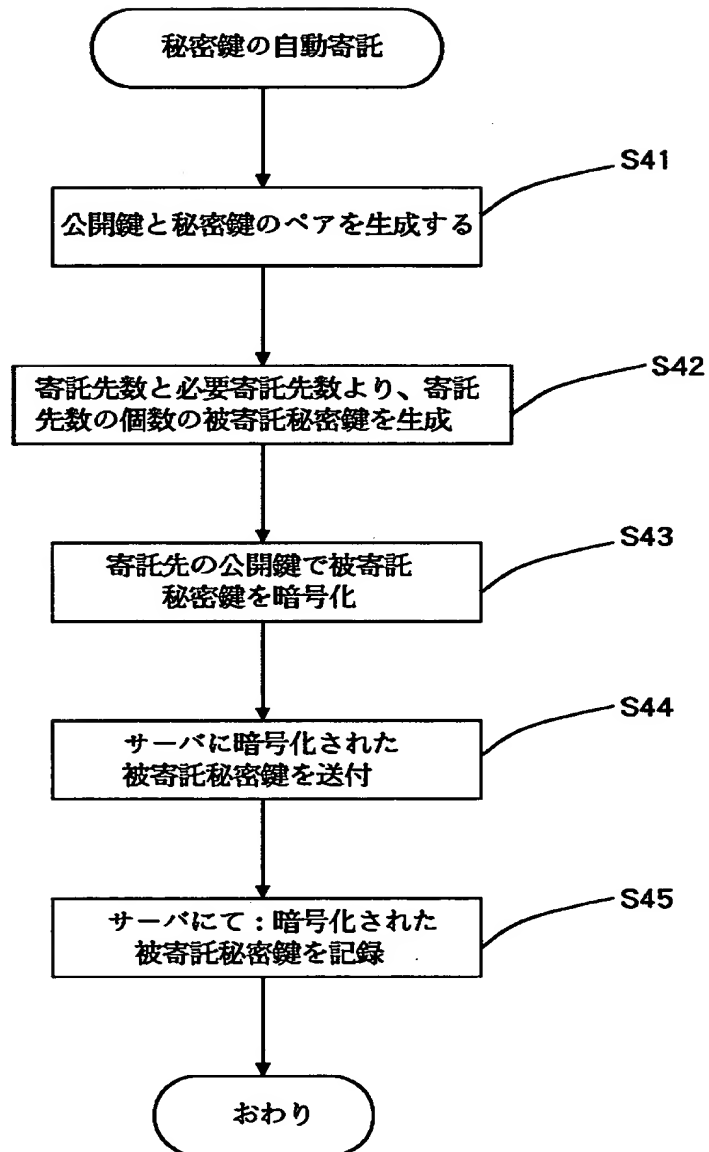 秘密鍵の自動寄託
S41
公開鍵と秘密鍵のペアを生成する
S42
寄託先数と必要寄託先数より、寄託
先数の個数の被寄託秘密鍵を生成
S43
寄託先の公開鍵で被寄託
秘密鍵を暗号化
S44
サーバに暗号化された
被寄託秘密鍵を送付
S45
サーバにて:暗号化された
被寄託秘密鍵を記録
おわり